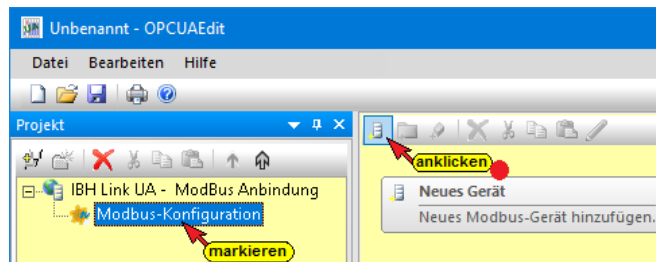 Unbenannt - OPCUAEdit
Datei Bearbeiten Hilfe
Projekt
anklicken
IBH Link UA - ModBus Anbindung
Neues Gerät
Modbus-Konfiguration
Neues Modbus-Gerät hinzufügen.
markieren